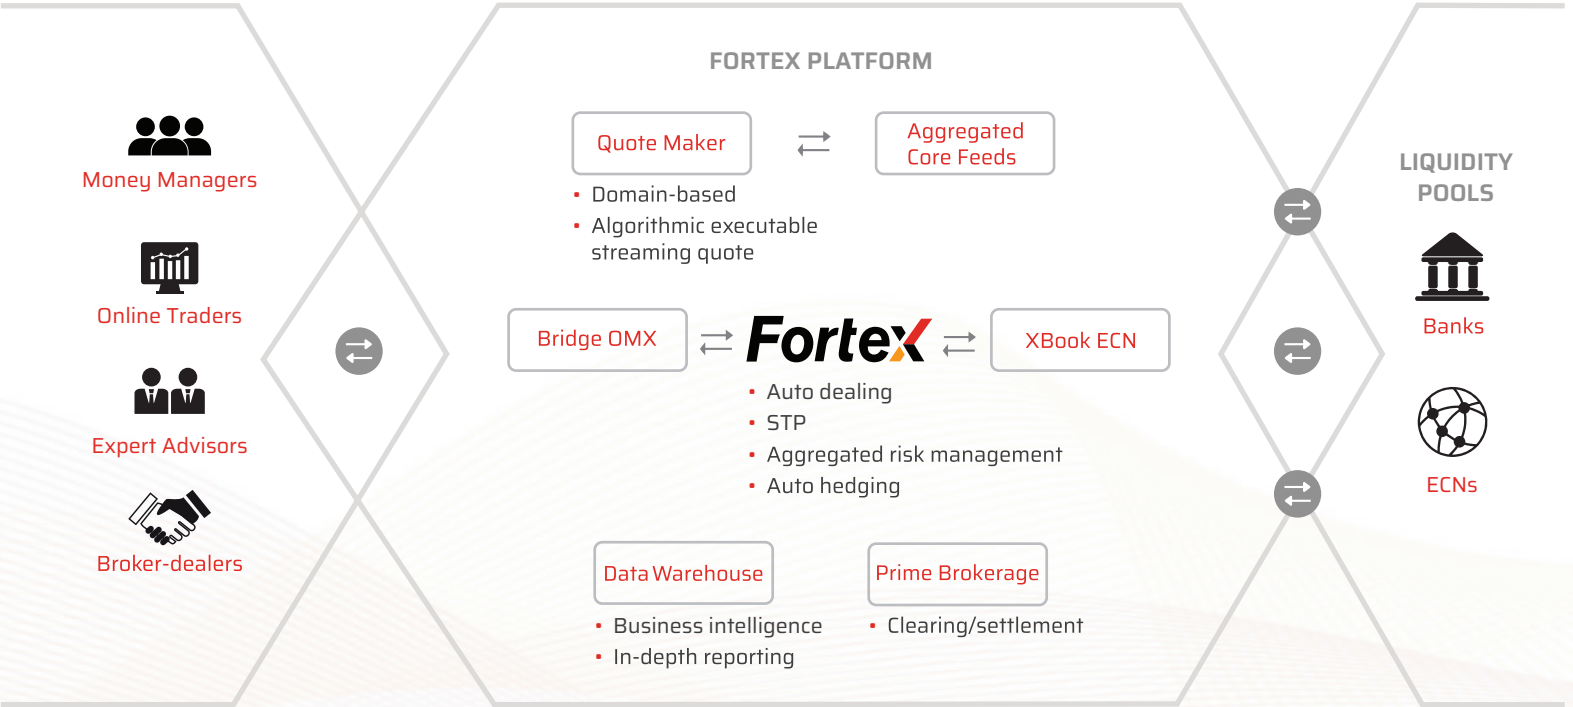 FORTEX PLATFORM
Money Managers
Online Traders
Expert Advisors
Broker-dealers
Quote Maker
• Domain-based
• Algorithmic executable
streaming quote
Aggregated
Core Feeds
Bridge OMX
Fortex
XBook ECN
• Auto dealing
• STP
• Aggregated risk management
• Auto hedging
Data Warehouse
• Business intelligence
• In-depth reporting
Prime Brokerage
• Clearing/settlement
LIQUIDITY
POOLS
Banks
ECNs